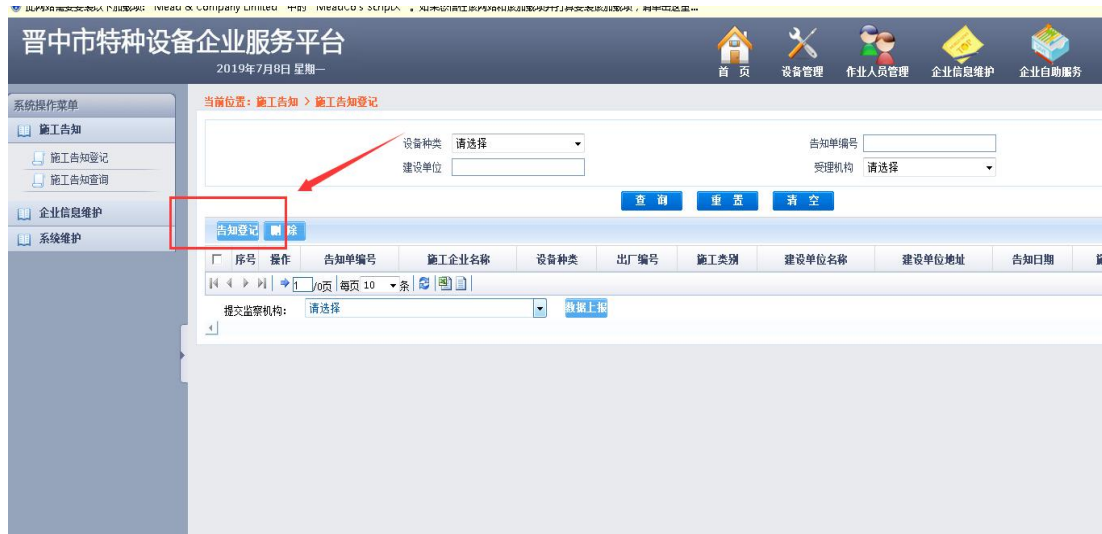 晋中市特种设备企业服务平台
2019年7月8日 星期一
首 页 设备管理 作业人员管理 企业信息维护 企业自助服务
系统操作菜单
施工告知
施工告知登记
施工告知查询
企业信息维护
系统维护
当前位置：施工告知 > 施工告知登记
设备种类 请选择 告知单编号
建设单位 受理机构 请选择
查 询 重 置 清 空
告知登记 删 除
序号 操作 告知单编号 施工企业名称 设备种类 出厂编号 施工类别 建设单位名称 建设单位地址 告知日期
1 /0页 每页 10 条
提交监察机构： 请选择 数据上报